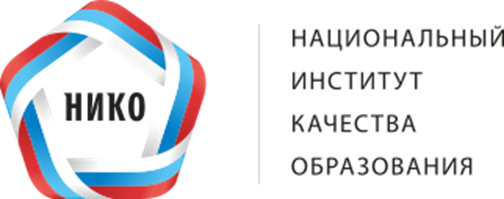 НИКО
НАЦИОНАЛЬНЫЙ
ИНСТИТУТ
КАЧЕСТВА
ОБРАЗОВАНИЯ